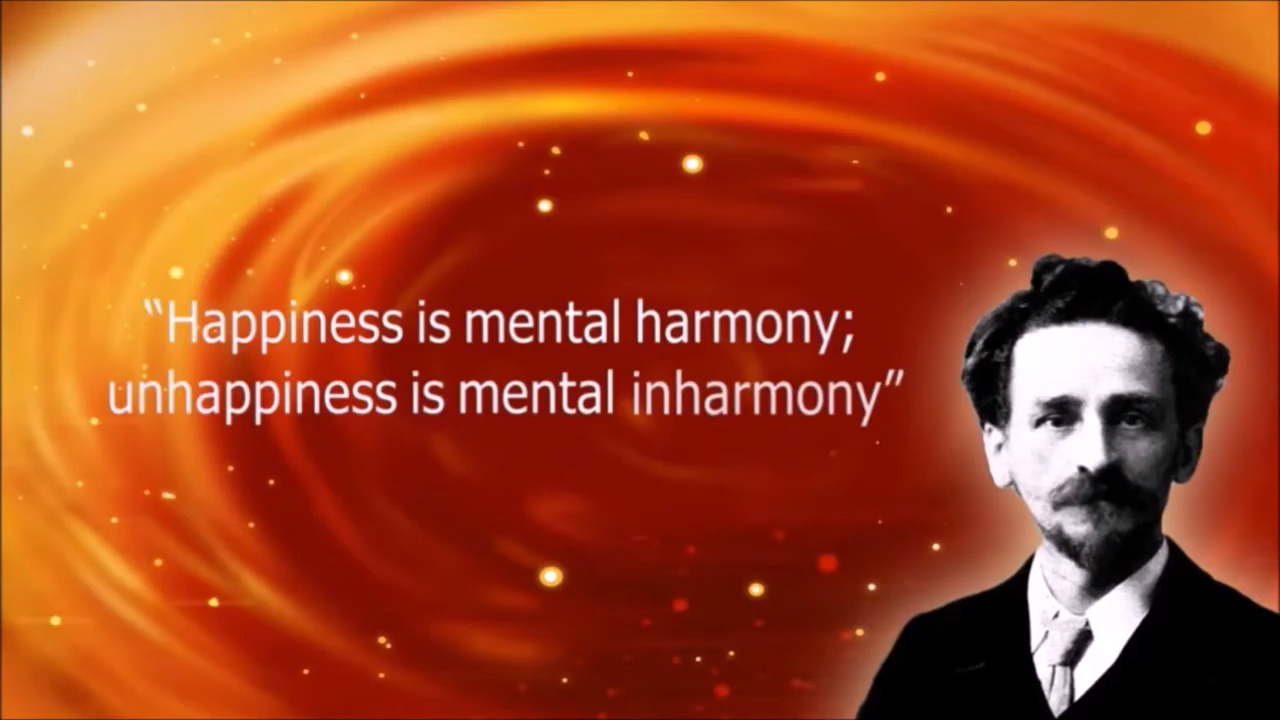 “Happiness is mental harmony;
unhappiness is mental inharmony”